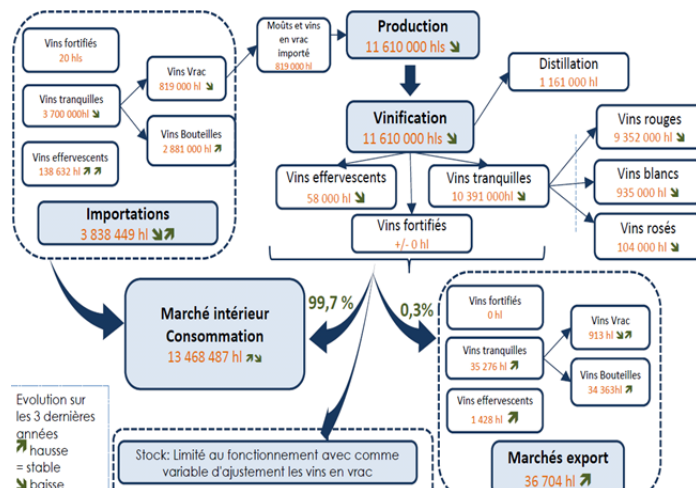 Vins fortifiés
20 hls
Vins tranquilles
3 700 000hl
Vins effervescents
138 632 hl
Vins Vrac
819 000 hl
Vins Bouteilles
2 881 000 hl
Importations
3 838 449 hl
Moûts et vins
en vrac
importé
819 000 hl
Production
11 610 000 hls
Vinification
11 610 000 hls
Distillation
1 161 000 hl
Vins effervescents
58 000 hl
Vins tranquilles
10 391 000hl
Vins fortifiés
+/- 0 hl
Vins rouges
9 352 000 hl
Vins blancs
935 000 hl
Vins rosés
104 000 hl
Marché intérieur
Consommation
13 468 487 hl
99,7 %
0,3%
Vins fortifiés
0 hl
Vins tranquilles
35 276 hl
Vins effervescents
1 428 hl
Vins Vrac
913 hl
Vins Bouteilles
34 363hl
Marchés export
36 704 hl
Evolution sur
les 3 dernières
années
hausse
= stable
baisse
Stock: Limité au fonctionnement avec comme
variable d'ajustement les vins en vrac